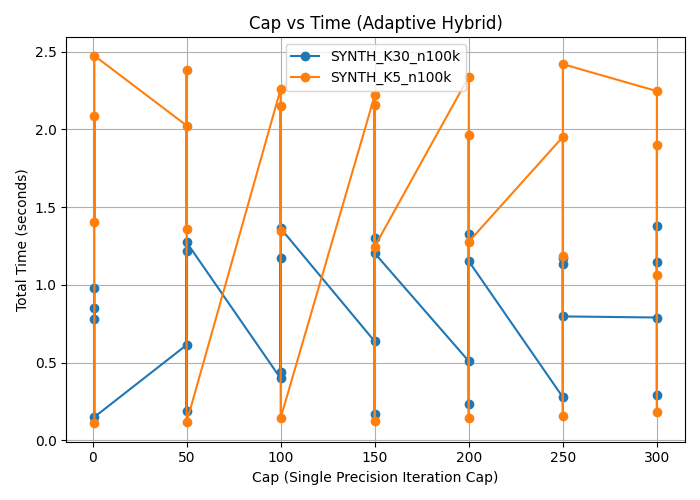 Cap vs Time (Adaptive Hybrid)
SYNTH_K30_n100k
SYNTH_K5_n100k
Total Time (seconds)
2.5
2.0
1.5
1.0
0.5
0.0
0 50 100 150 200 250 300
Cap (Single Precision Iteration Cap)